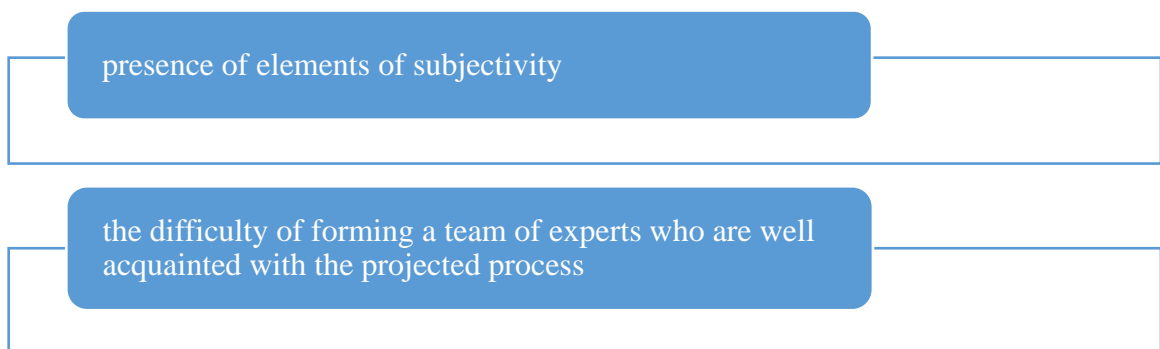 presence of elements of subjectivity
the difficulty of forming a team of experts who are well
acquainted with the projected process